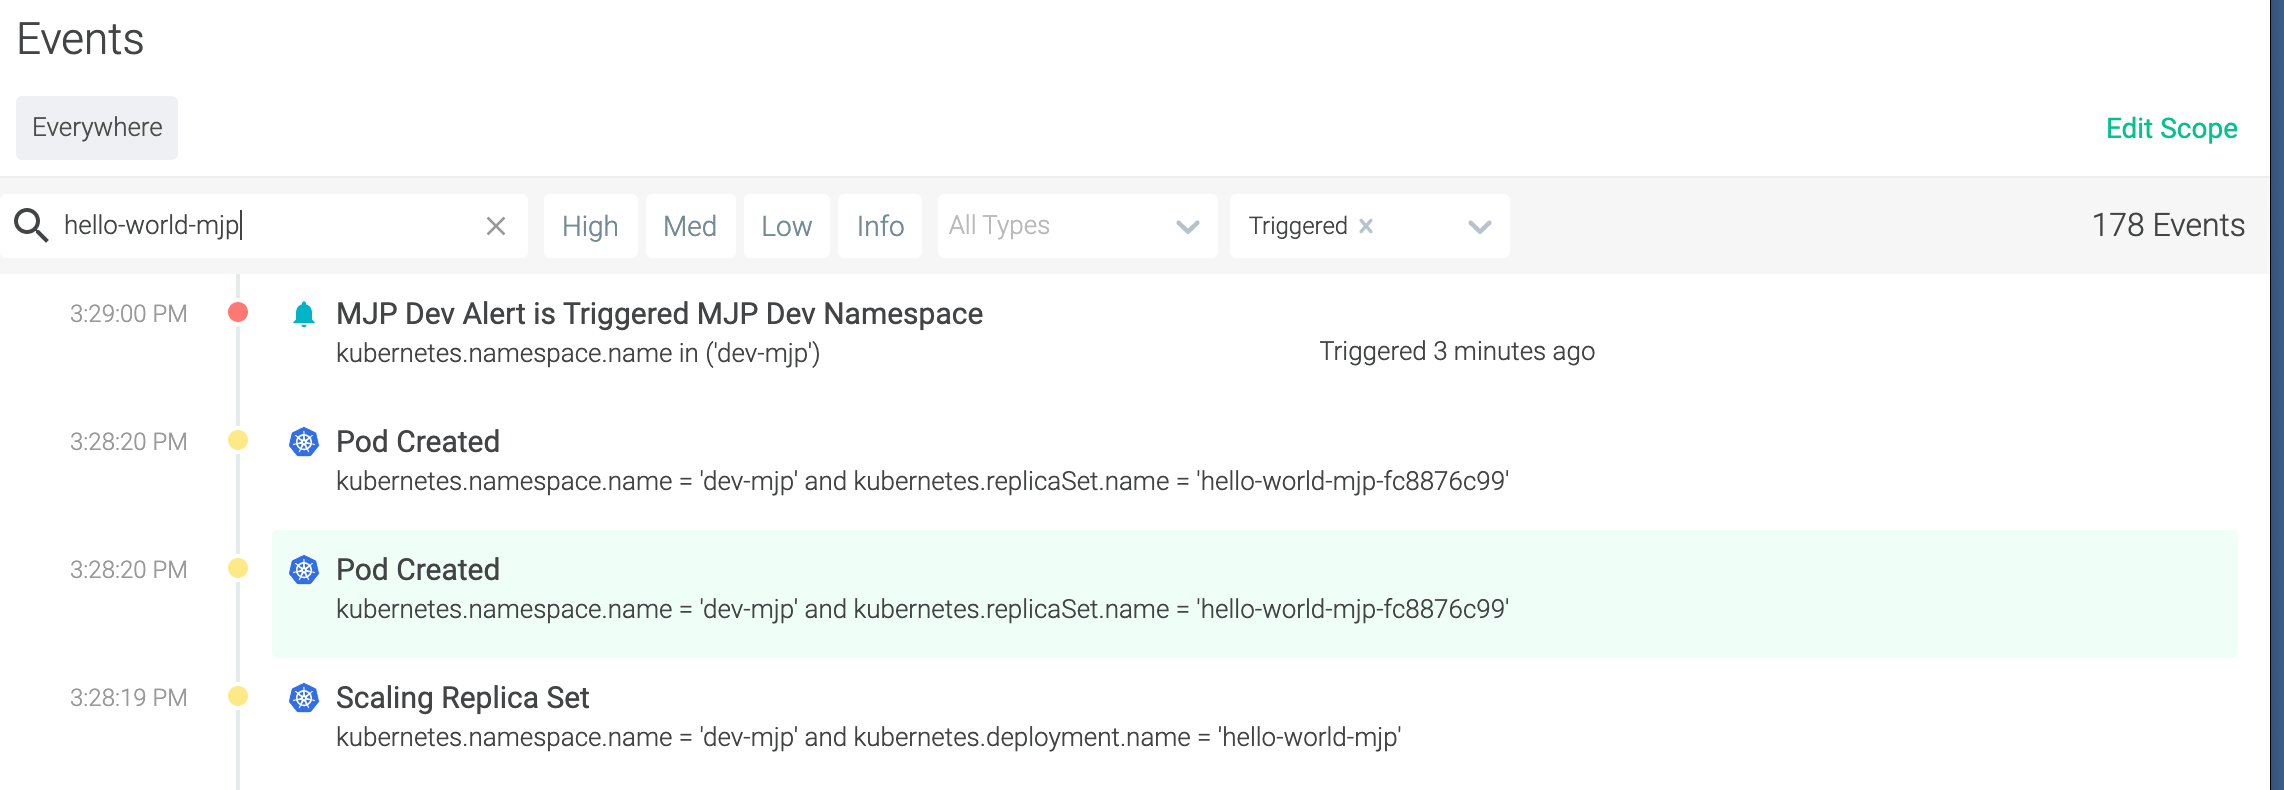 Events
Everywhere
Edit Scope
hello-world-mjp
High
Med
Low
Info
All Types
Triggered
178 Events
3:29:00 PM
MJP Dev Alert is Triggered MJP Dev Namespace
kubernetes.namespace.name in ('dev-mjp')
Triggered 3 minutes ago
3:28:20 PM
Pod Created
kubernetes.namespace.name = 'dev-mjp' and kubernetes.replicaSet.name = 'hello-world-mjp-fc8876c99'
3:28:20 PM
Pod Created
kubernetes.namespace.name = 'dev-mjp' and kubernetes.replicaSet.name = 'hello-world-mjp-fc8876c99'
3:28:19 PM
Scaling Replica Set
kubernetes.namespace.name = 'dev-mjp' and kubernetes.deployment.name = 'hello-world-mjp'